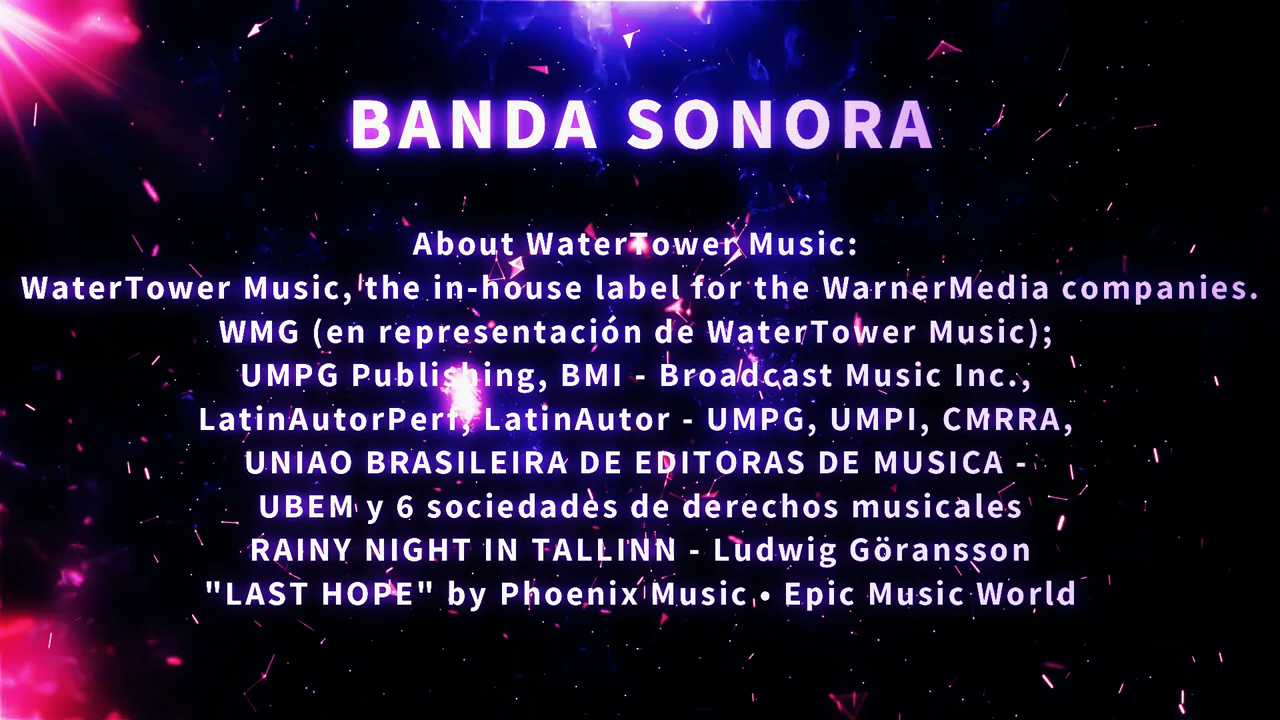 BANDA SONORA
About WaterTower Music:
WaterTower Music, the in-house label for the WarnerMedia companies.
WMG (en representación de WaterTower Music);
UMPG Publishing, BMI - Broadcast Music Inc.,
LatinAutorPerf, LatinAutor - UMPG, UMPI, CMRRA,
UNIAO BRASILEIRA DE EDITORAS DE MUSICA -
UBEM y 6 sociedades de derechos musicales
RAINY NIGHT IN TALLINN - Ludwig Göransson
"LAST HOPE" by Phoenix Music • Epic Music World